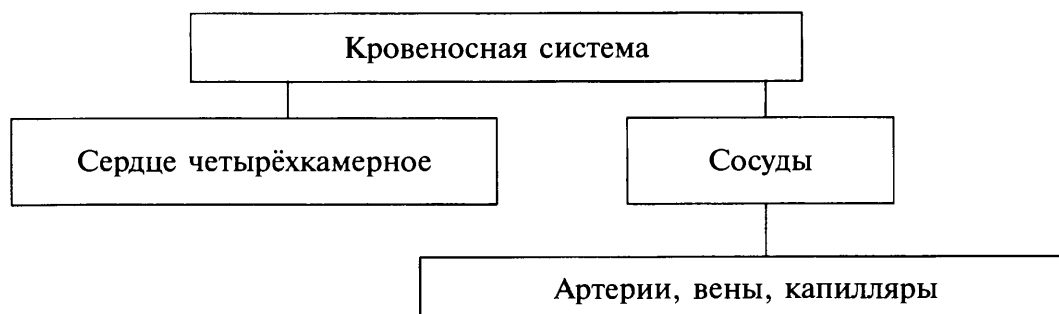 Кровеносная система
Сердце четырёхкамерное
Сосуды
Артерии, вены, капилляры